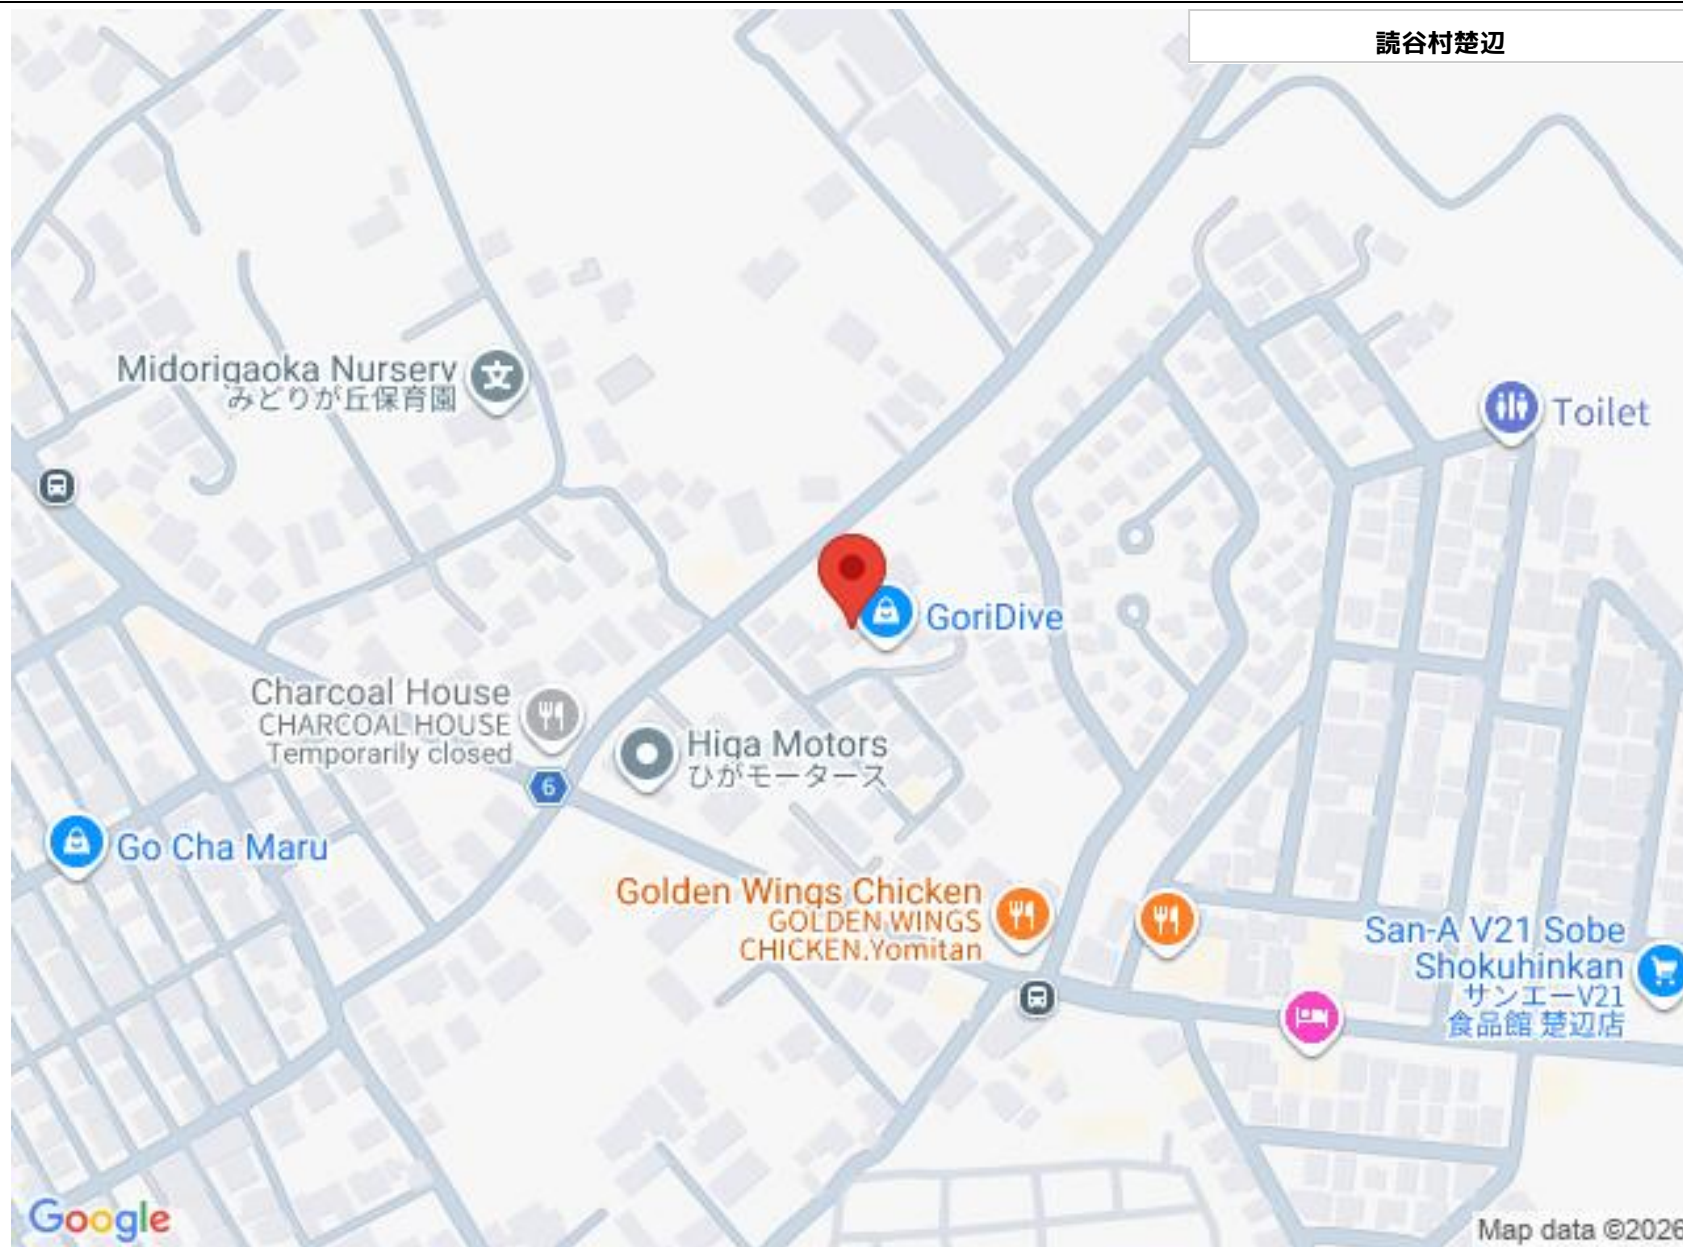 読谷村楚辺
Midorigaoka Nursery
みどりが丘保育園
Toilet
GoriDive
Charcoal House
CHARCOAL HOUSE
Temporarily closed
Higa Motors
ひがモータース
6
Go Cha Maru
Golden Wings Chicken
GOLDEN WINGS
CHICKEN.Yomitan
San-A V21 Sobe
Shokuhinkan
サンエーV21
食品館 楚辺店
Google
Map data ©2026